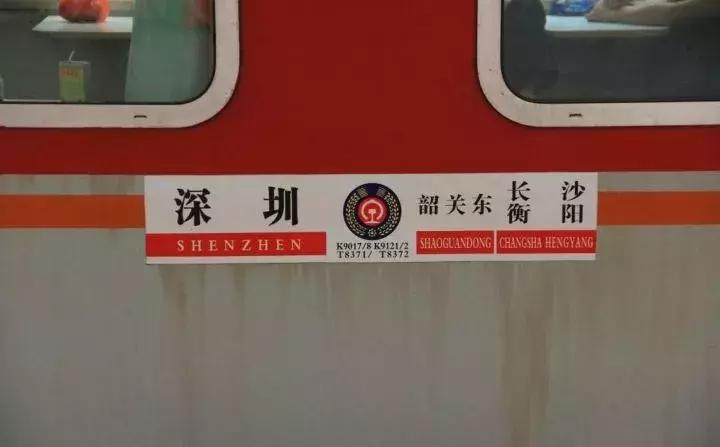 深圳
SHENZHEN
K9017/8 K9121/2
T8371/ T8372
韶关东
SHAOGUANDONG
长沙
衡阳
CHANGSHA HENGYANG